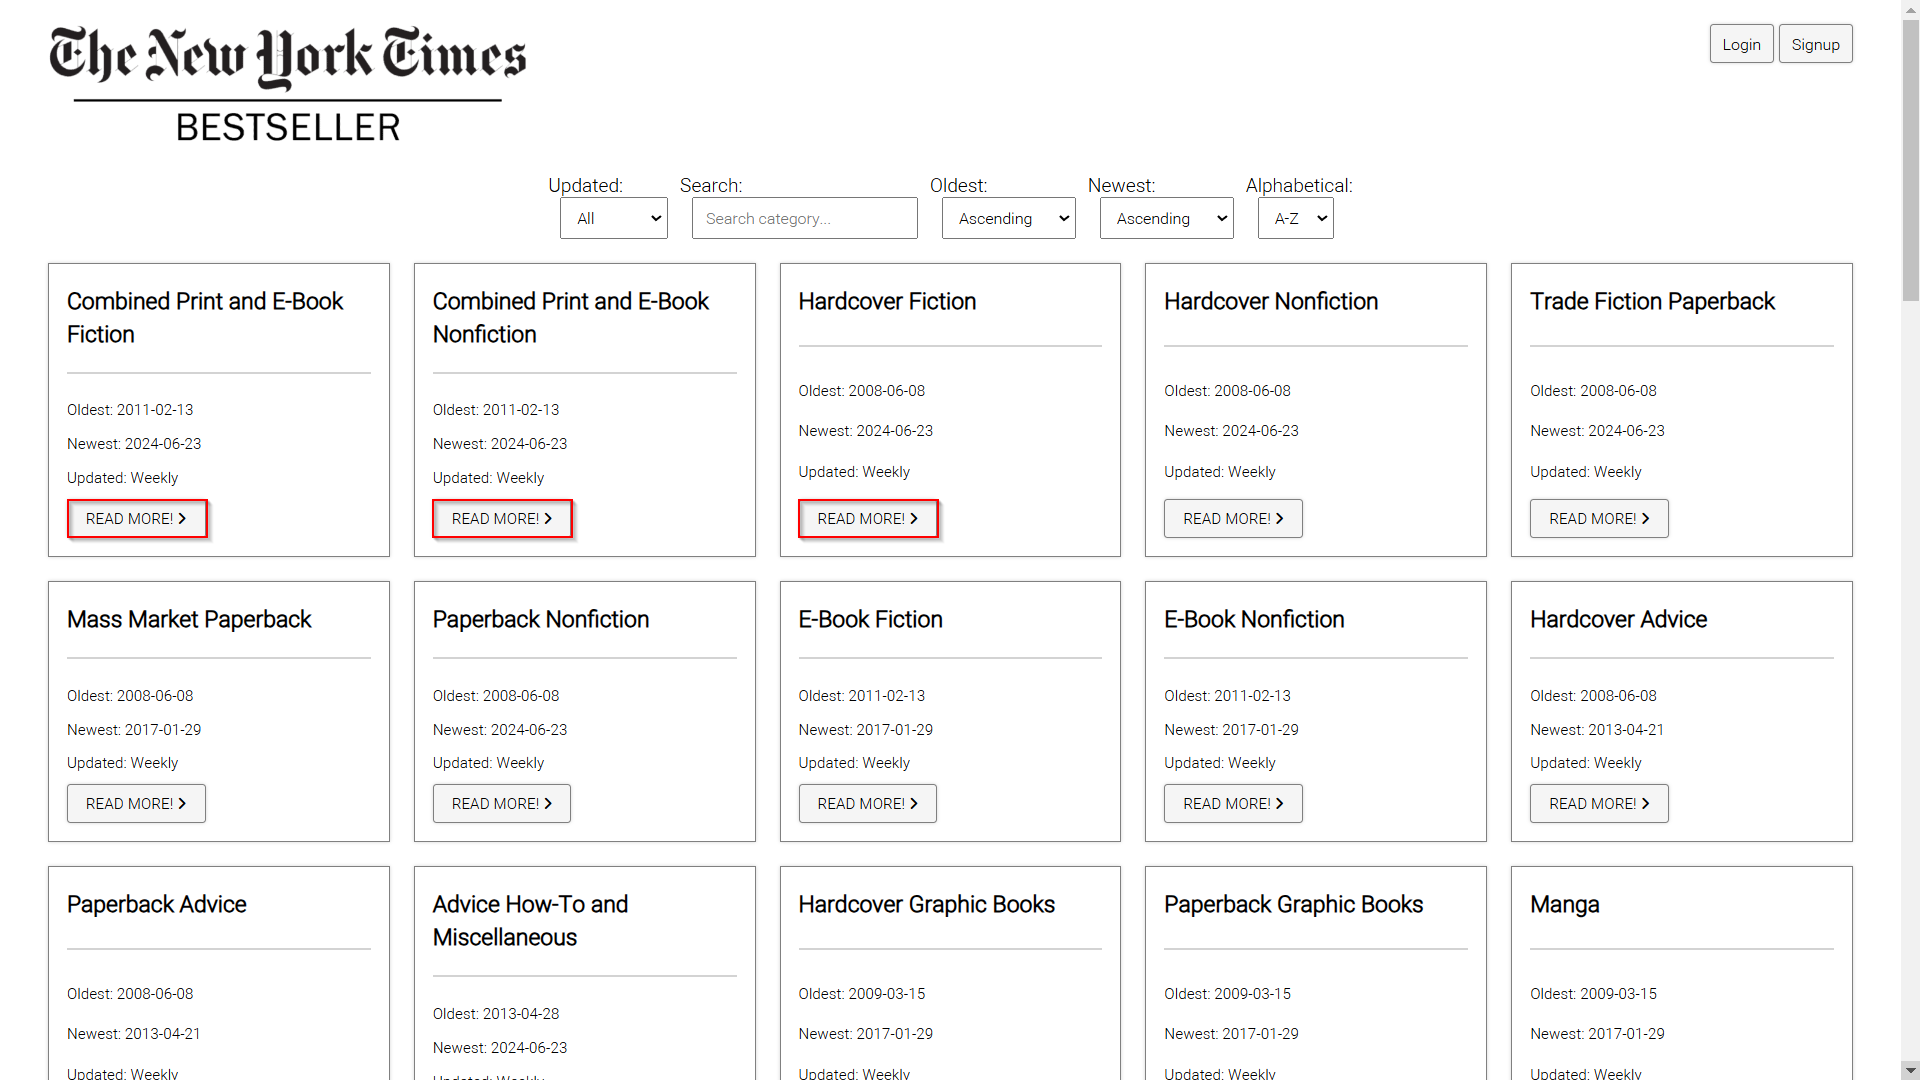 The New York Times
BESTSELLER
Login
Signup
Updated:
Search:
Oldest:
Newest:
Alphabetical:
All
Search category...
Ascending
Ascending
A-Z
Combined Print and E-Book
Fiction
Oldest: 2011-02-13
Newest: 2024-06-23
Updated: Weekly
READ MORE!
Combined Print and E-Book
Nonfiction
Oldest: 2011-02-13
Newest: 2024-06-23
Updated: Weekly
READ MORE!
Hardcover Fiction
Oldest: 2008-06-08
Newest: 2024-06-23
Updated: Weekly
READ MORE!
Hardcover Nonfiction
Oldest: 2008-06-08
Newest: 2024-06-23
Updated: Weekly
READ MORE!
Trade Fiction Paperback
Oldest: 2008-06-08
Newest: 2024-06-23
Updated: Weekly
READ MORE!
Mass Market Paperback
Oldest: 2008-06-08
Newest: 2017-01-29
Updated: Weekly
READ MORE!
Paperback Nonfiction
Oldest: 2008-06-08
Newest: 2024-06-23
Updated: Weekly
READ MORE!
E-Book Fiction
Oldest: 2011-02-13
Newest: 2017-01-29
Updated: Weekly
READ MORE!
E-Book Nonfiction
Oldest: 2011-02-13
Newest: 2017-01-29
Updated: Weekly
READ MORE!
Hardcover Advice
Oldest: 2008-06-08
Newest: 2013-04-21
Updated: Weekly
READ MORE!
Paperback Advice
Oldest: 2008-06-08
Newest: 2013-04-21
Updated: Weekly
Advice How-To and
Miscellaneous
Oldest: 2013-04-28
Newest: 2024-06-23
Updated: Weekly
Hardcover Graphic Books
Oldest: 2009-03-15
Newest: 2017-01-29
Updated: Weekly
Paperback Graphic Books
Oldest: 2009-03-15
Newest: 2017-01-29
Updated: Weekly
Manga
Oldest: 2009-03-15
Newest: 2017-01-29
Updated: Weekly